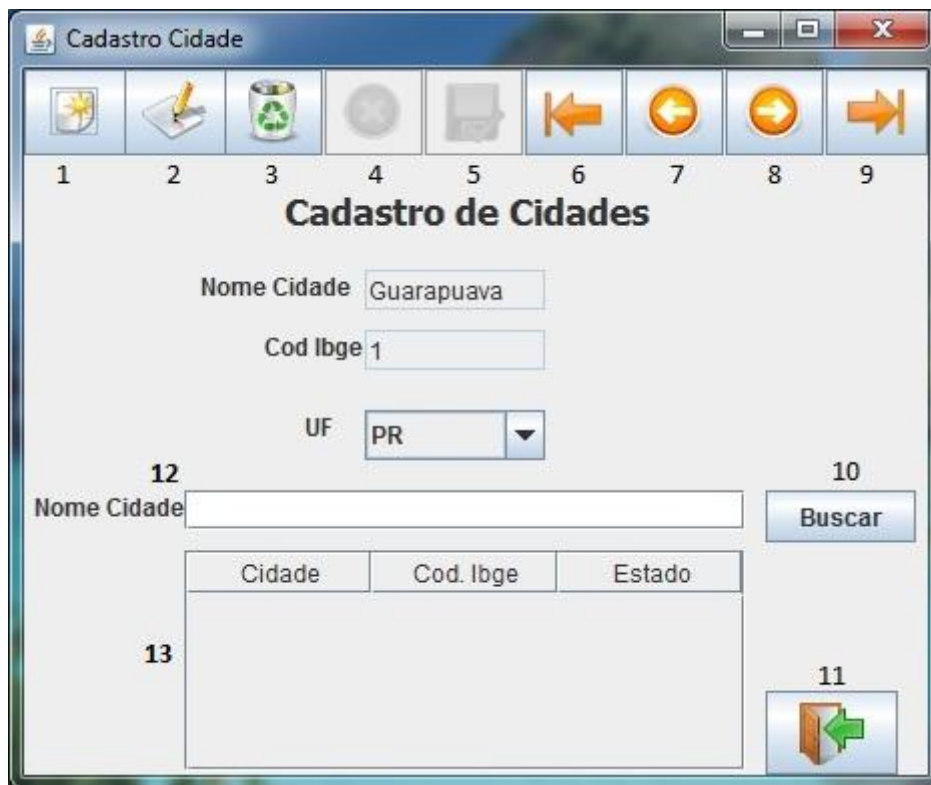 Cadastro Cidade
1 2 3 4 5 6 7 8 9
Cadastro de Cidades
Nome Cidade Guarapuava
Cod Ibge 1
UF PR
12 10
Nome Cidade Buscar
Cidade Cod. Ibge Estado
13
11